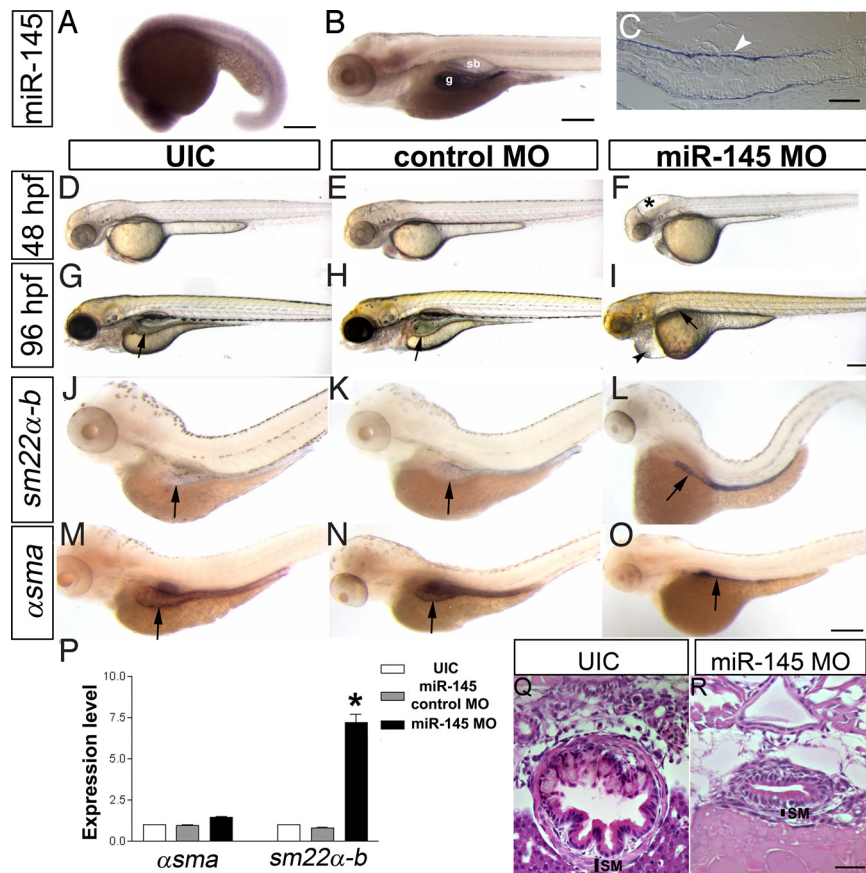 miR-145
A
B
sb
g
C
UIC
control MO
miR-145 MO
48 hpf
D
E
F
*
96 hpf
G
H
I
sm22α-b
J
K
L
αsma
M
N
O
P
Expression level
10.0
7.5
5.0
2.5
0.0
αsma
sm22α-b
*
UIC
miR-145
control MO
miR-145 MO
UIC
miR-145 MO
Q
SM
R
SM